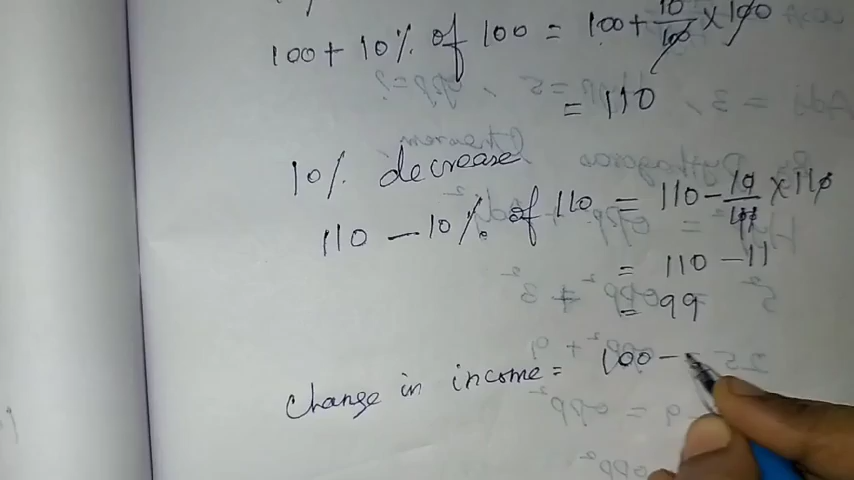 100 + 10% of 100 = 100 + 10/100 × 100
= 110
10% decrease
110 – 10% of 110 = 110 – 10/100 × 110
= 110 – 11
= 99
Change in income = 100 –